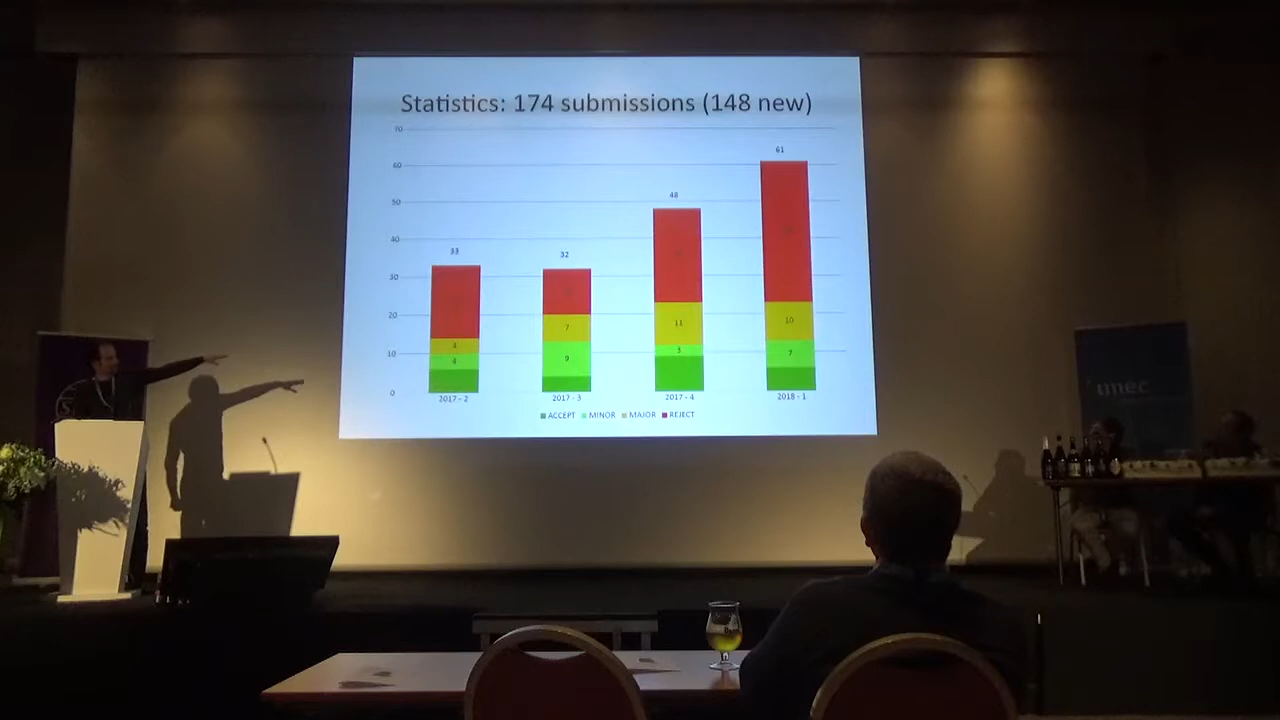 Statistics: 174 submissions (148 new)
70
60
50
40
30
20
10
0
33
4
4
32
7
9
48
11
3
61
10
7
2017 - 2
2017 - 3
2017 - 4
2018 - 1
ACCEPT MINOR MAJOR REJECT
imec